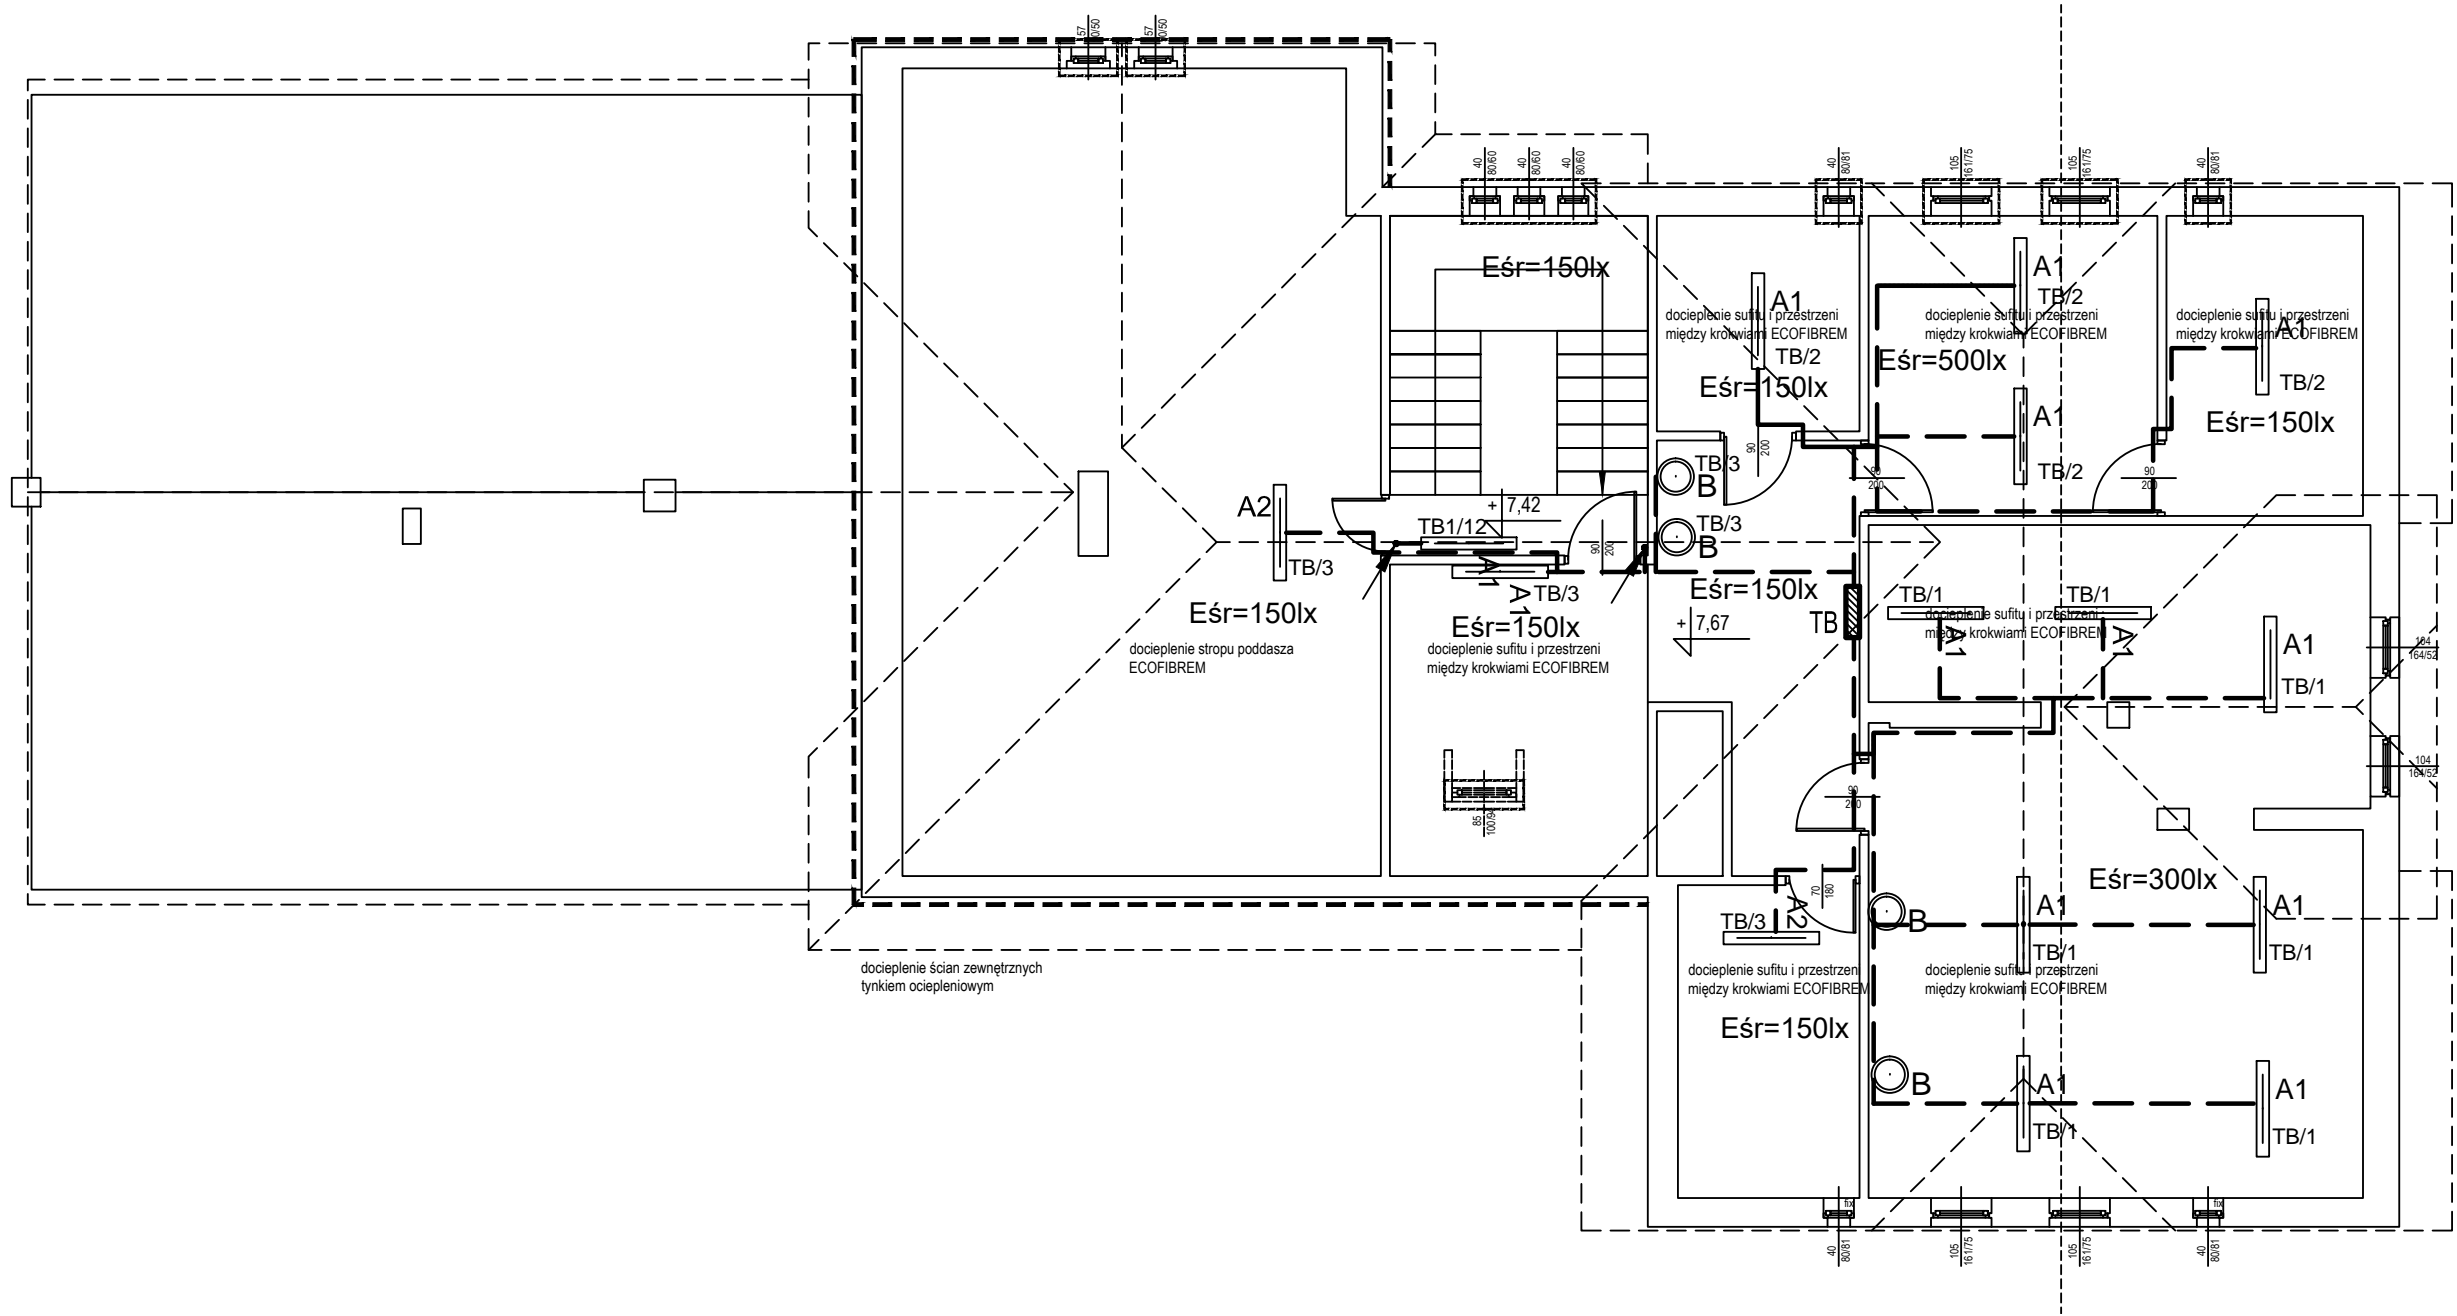 57
57
40
80/60
40
80/60
40
80/60
40
80/81
105
161/75
105
161/75
40
80/81
Eśr=150lx
A1
TB/2
docieplenie sufitu i przestrzeni
między krokwiami ECOFIBREM
Eśr=150lx
90
200
A1
TB/2
docieplenie sufitu i przestrzeni
między krokwiami ECOFIBREM
Eśr=500lx
A1
TB/2
90
200
docieplenie sufitu i przestrzeni
A1
między krokwiami ECOFIBREM
TB/2
Eśr=150lx
90
200
TB/3
B
TB/3
B
A2
TB/3
Eśr=150lx
docieplenie stropu poddasza
ECOFIBREM
+ 7,42
TB1/12
A1
90
200
A1
TB/3
Eśr=150lx
docieplenie sufitu i przestrzeni
między krokwiami ECOFIBREM
85
100/94
Eśr=150lx
+ 7,67
TB
TB/1
A1
TB/1
A1
docieplenie sufitu i przestrzeni
między krokwiami ECOFIBREM
A1
TB/1
104
164/52
104
164/52
90
200
70
180
Eśr=300lx
TB/3
A2
docieplenie sufitu i przestrzeni
między krokwiami ECOFIBREM
Eśr=150lx
B
A1
TB/1
A1
TB/1
docieplenie sufitu i przestrzeni
między krokwiami ECOFIBREM
B
A1
TB/1
A1
TB/1
docieplenie ścian zewnętrznych
tynkiem ociepleniowym
fix
fix
40
80/81
105
161/75
105
161/75
40
80/81